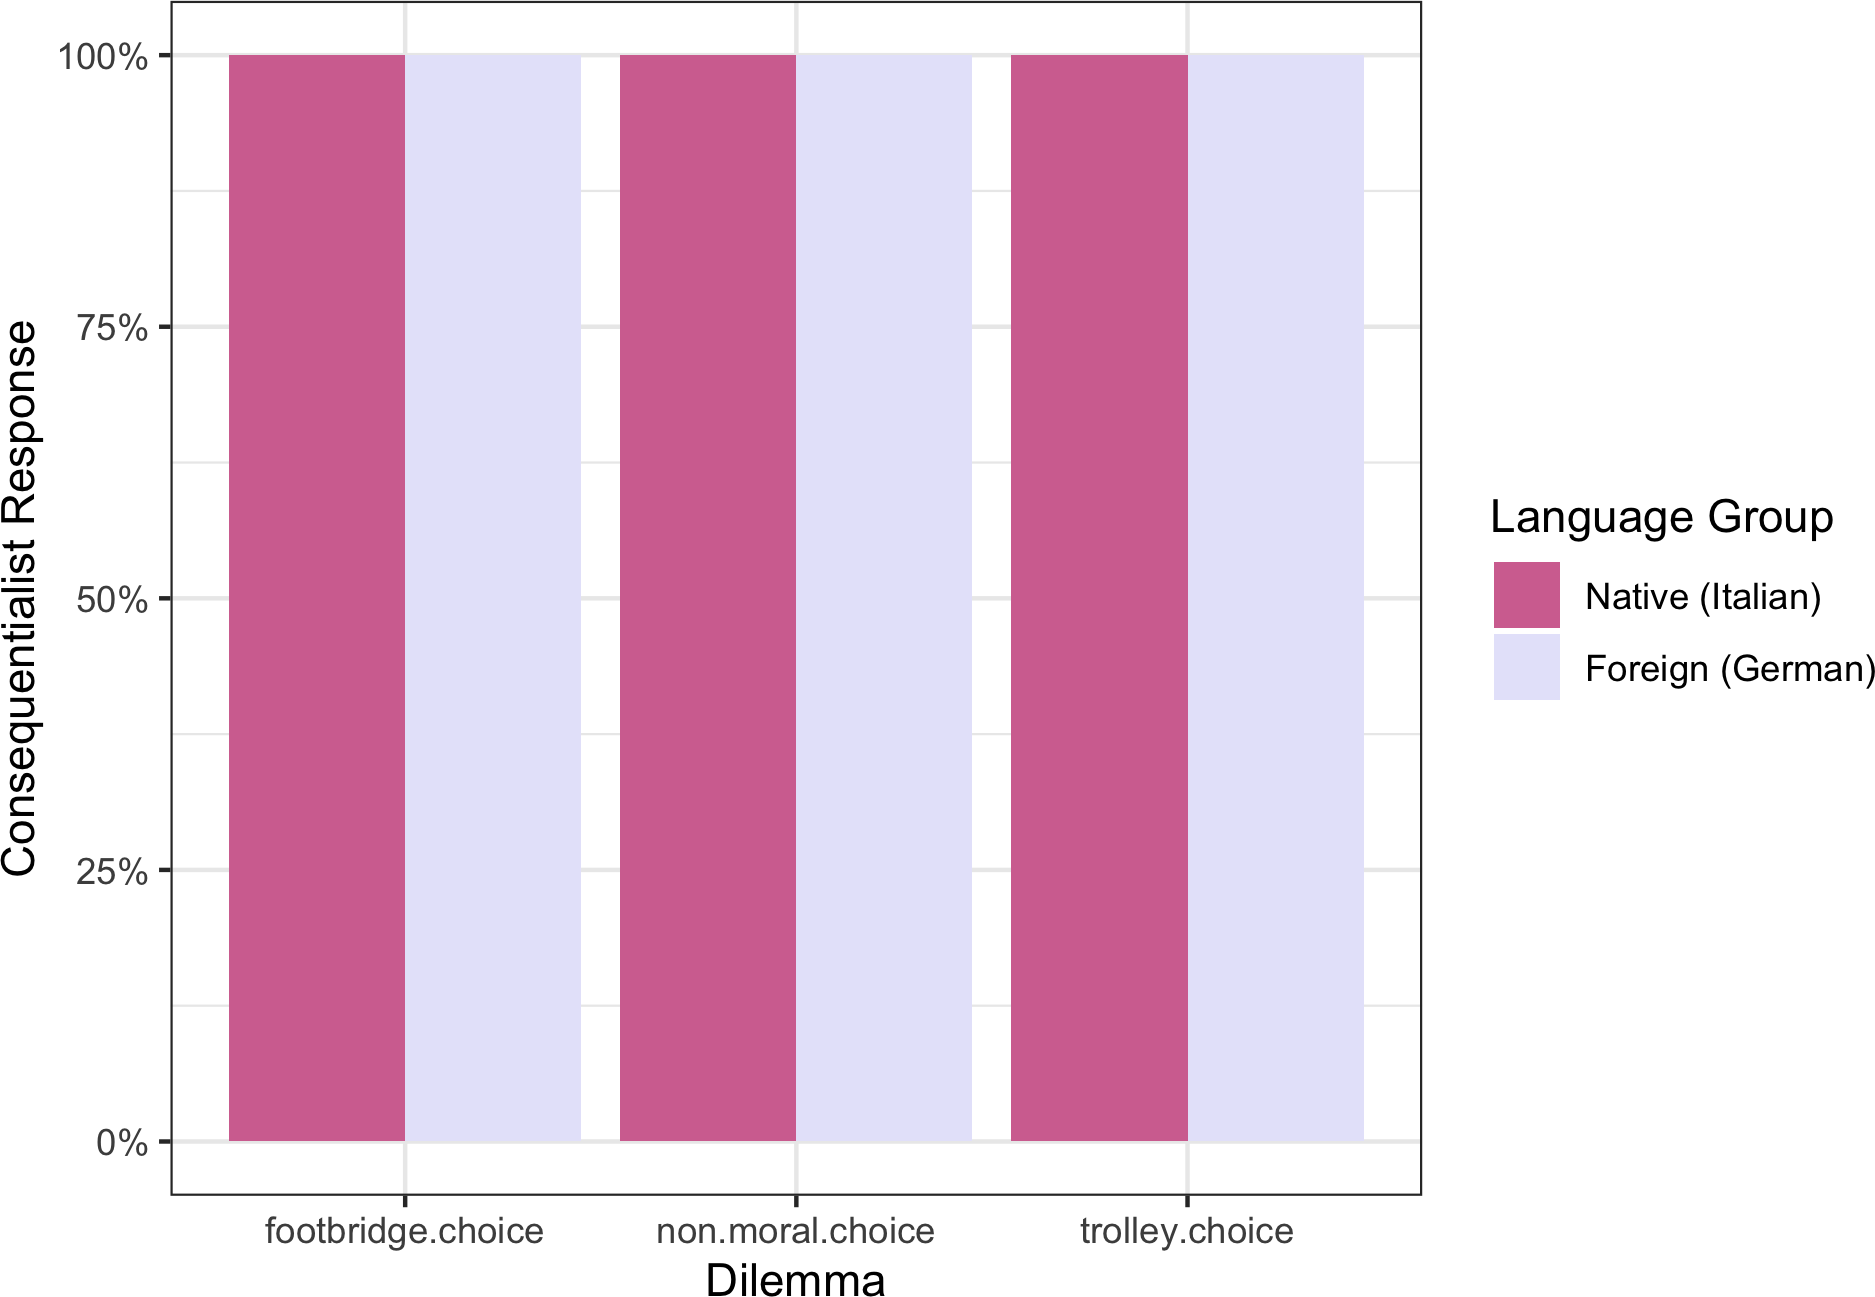 100%
75%
50%
25%
0%
Consequentialist Response
footbridge.choice
non.moral.choice
trolley.choice
Dilemma
Language Group
Native (Italian)
Foreign (German)